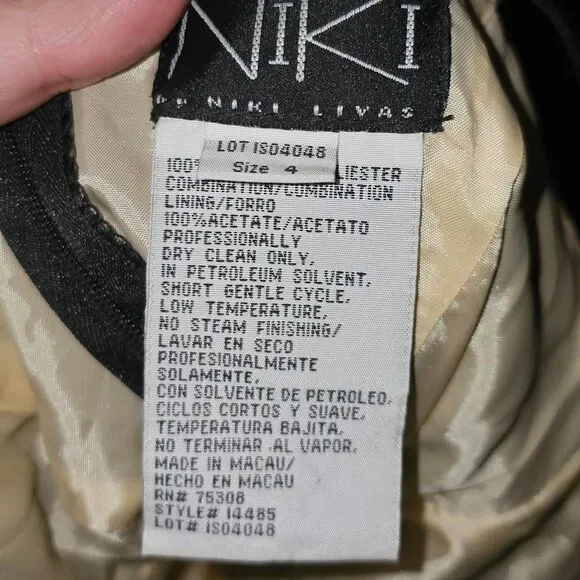 NIKI
by NIKI LIVAS
LOT IS04048
Size 4
100% LIESTER
COMBINATION/COMBINATION
LINING/FORRO
100%ACETATE/ACETATO
PROFESSIONALLY
DRY CLEAN ONLY,
IN PETROLEUM SOLVENT,
SHORT GENTLE CYCLE,
LOW TEMPERATURE,
NO STEAM FINISHING/
LAVAR EN SECO
PROFESIONALMENTE
SOLAMENTE,
CON SOLVENTE DE PETROLEO,
CICLOS CORTOS Y SUAVE,
TEMPERATURA BAJITA,
NO TERMINAR AL VAPOR.
MADE IN MACAU/
HECHO EN MACAU
RN# 75308
STYLE# 14485
LOT# IS04048